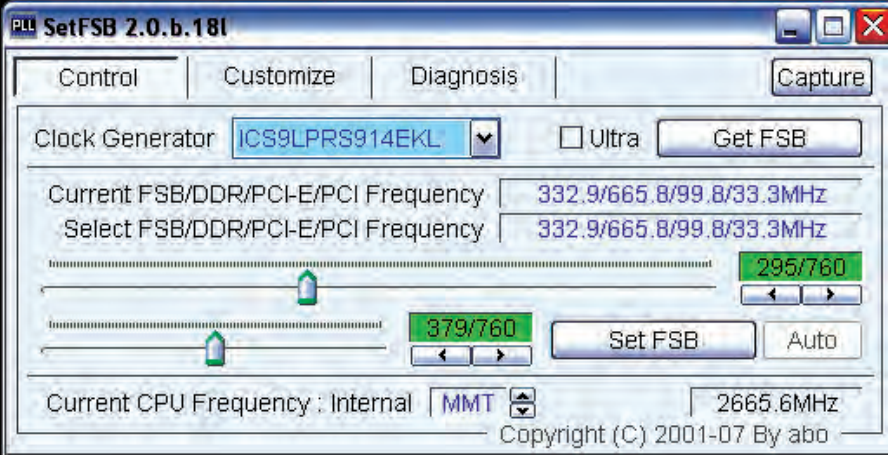 PLL SetFSB 2.0.b.18l
Control Customize Diagnosis Capture
Clock Generator ICS9LPRS914EKL Ultra Get FSB
Current FSB/DDR/PCI-E/PCI Frequency 332.9/665.8/99.8/33.3MHz
Select FSB/DDR/PCI-E/PCI Frequency 332.9/665.8/99.8/33.3MHz
295/760
379/760 Set FSB Auto
Current CPU Frequency : Internal MMT 2665.6MHz
Copyright (C) 2001-07 By abo